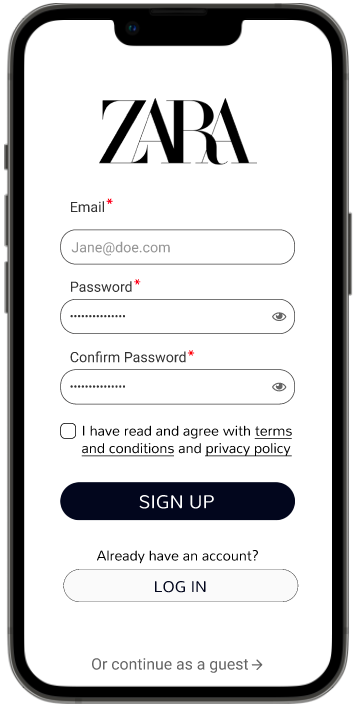 ZARA
Email*
Jane@doe.com
Password*
•••••••••••••••
Confirm Password*
•••••••••••••••
I have read and agree with terms
and conditions and privacy policy
SIGN UP
Already have an account?
LOG IN
Or continue as a guest→